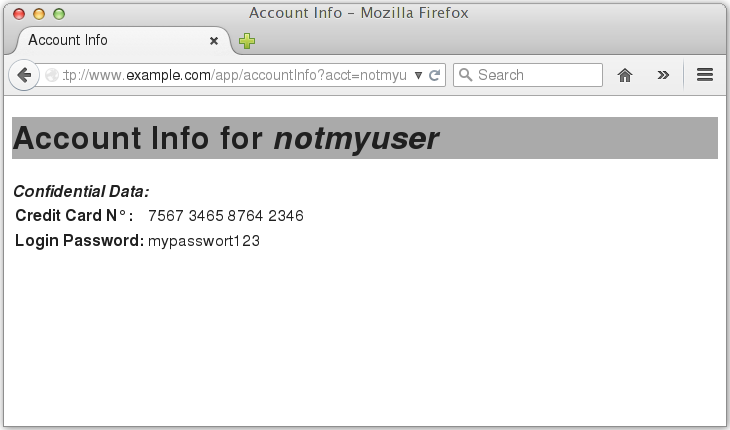 Account Info - Mozilla Firefox
Account Info
:tp://www.example.com/app/accountInfo?acct=notmyu
Search
Account Info for notmyuser
Confidential Data:
Credit Card N°: 7567 3465 8764 2346
Login Password: mypasswort123